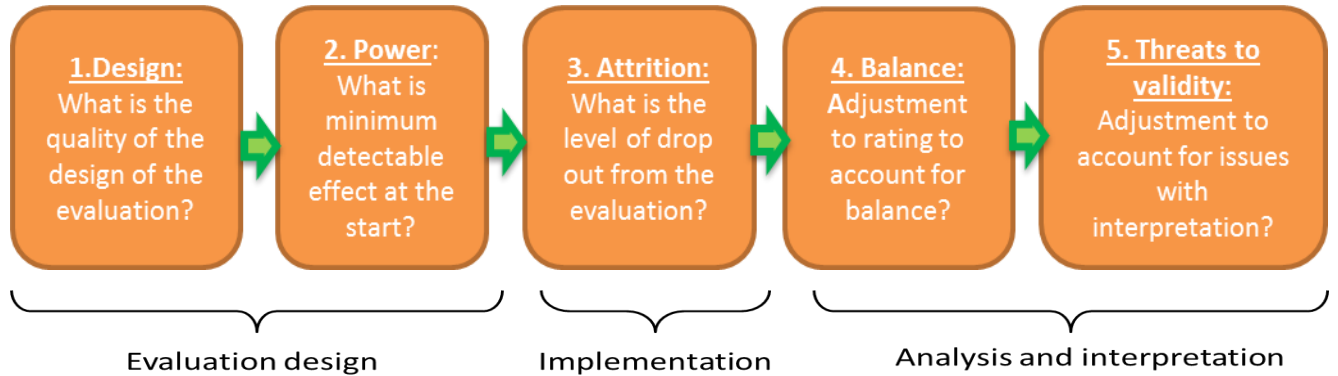 1.Design:
What is the
quality of the
design of the
evaluation?
2. Power:
What is
minimum
detectable
effect at the
start?
3. Attrition:
What is the
level of drop
out from the
evaluation?
4. Balance:
Adjustment
to rating to
account for
balance?
5. Threats to
validity:
Adjustment to
account for issues
with
interpretation?
Evaluation design
Implementation
Analysis and interpretation